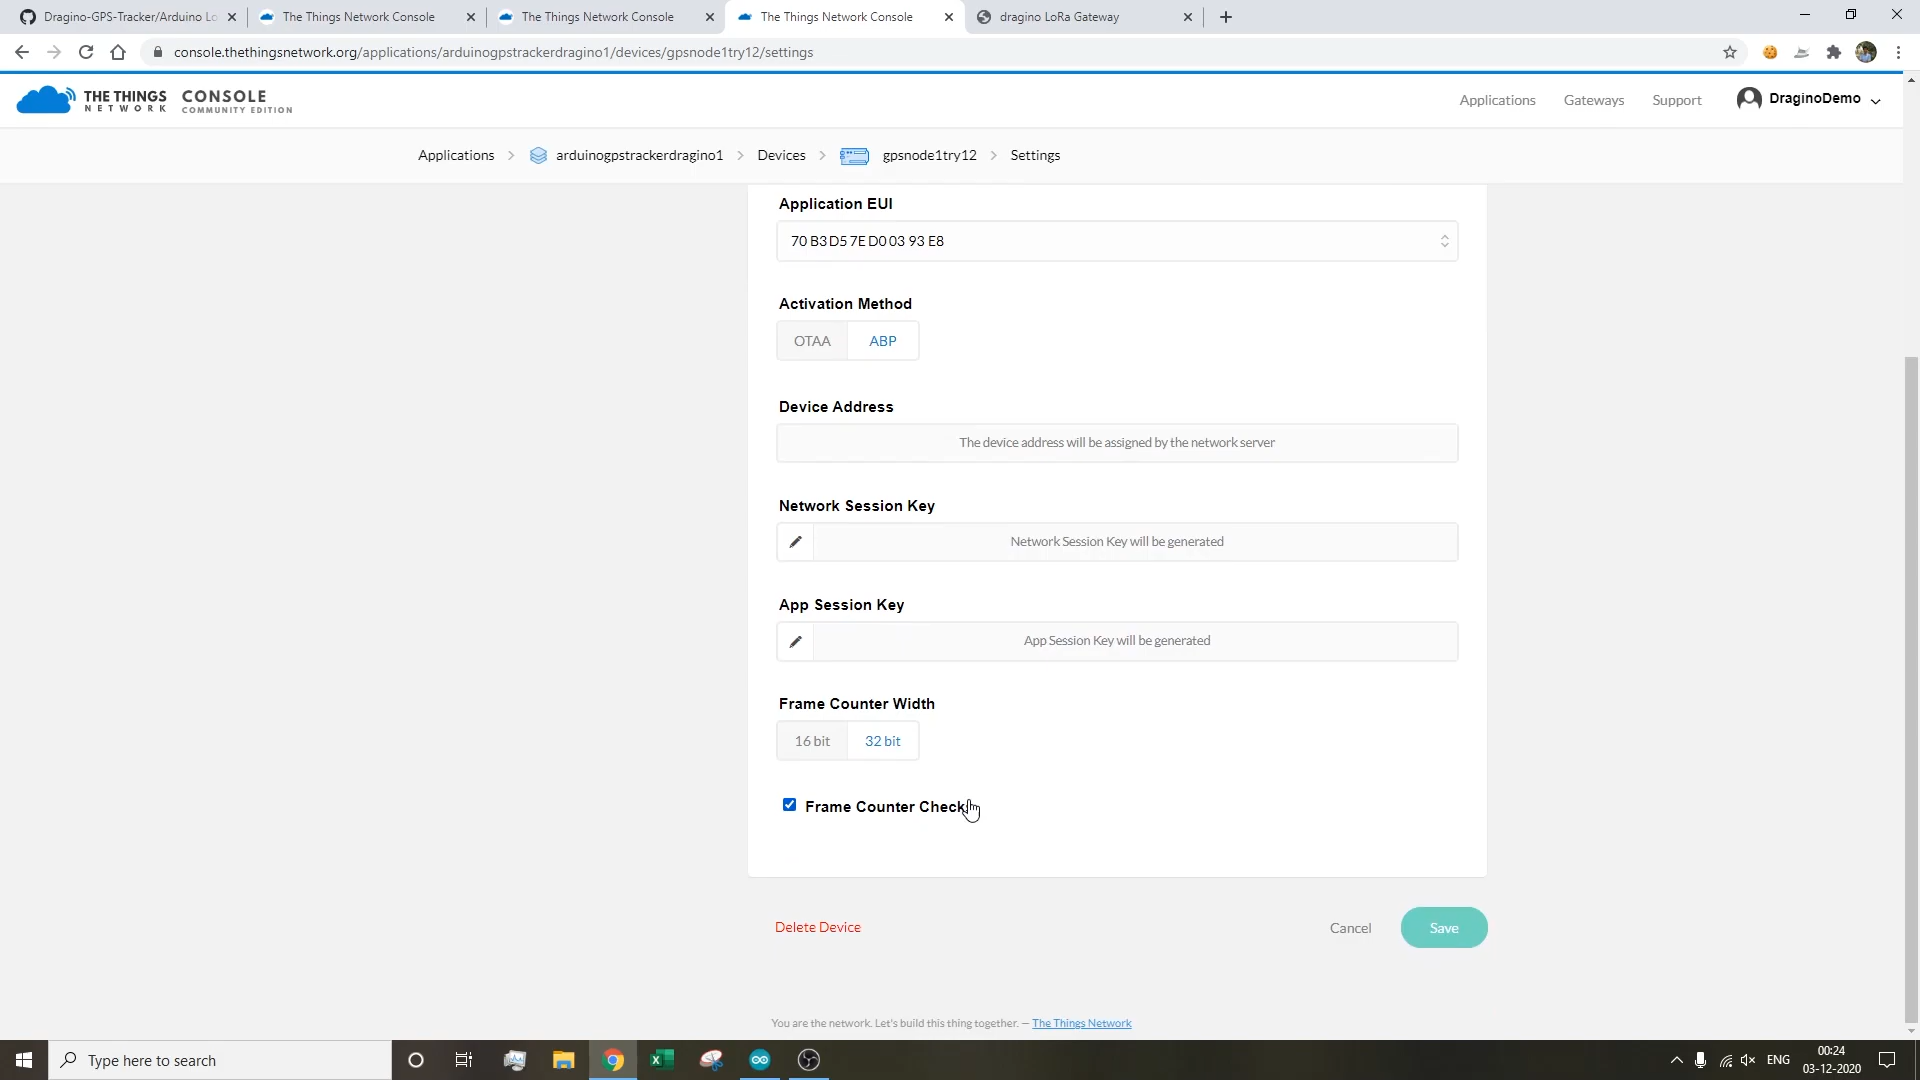 Dragino-GPS-Tracker/Arduino Lo
The Things Network Console
The Things Network Console
The Things Network Console
dragino LoRa Gateway
console.thethingsnetwork.org/applications/arduinogpstrackerdragino1/devices/gpsnode1try12/settings
THE THINGS NETWORK
CONSOLE COMMUNITY EDITION
Applications
Gateways
Support
DraginoDemo
Applications > arduinogpstrackerdragino1 > Devices > gpsnode1try12 > Settings
Application EUI
70 B3 D5 7E D0 03 93 E8
Activation Method
OTAA
ABP
Device Address
The device address will be assigned by the network server
Network Session Key
Network Session Key will be generated
App Session Key
App Session Key will be generated
Frame Counter Width
16 bit
32 bit
Frame Counter Check
Delete Device
Cancel
Save
You are the network. Let's build this thing together. — The Things Network
Type here to search
ENG
00:24
03-12-2020